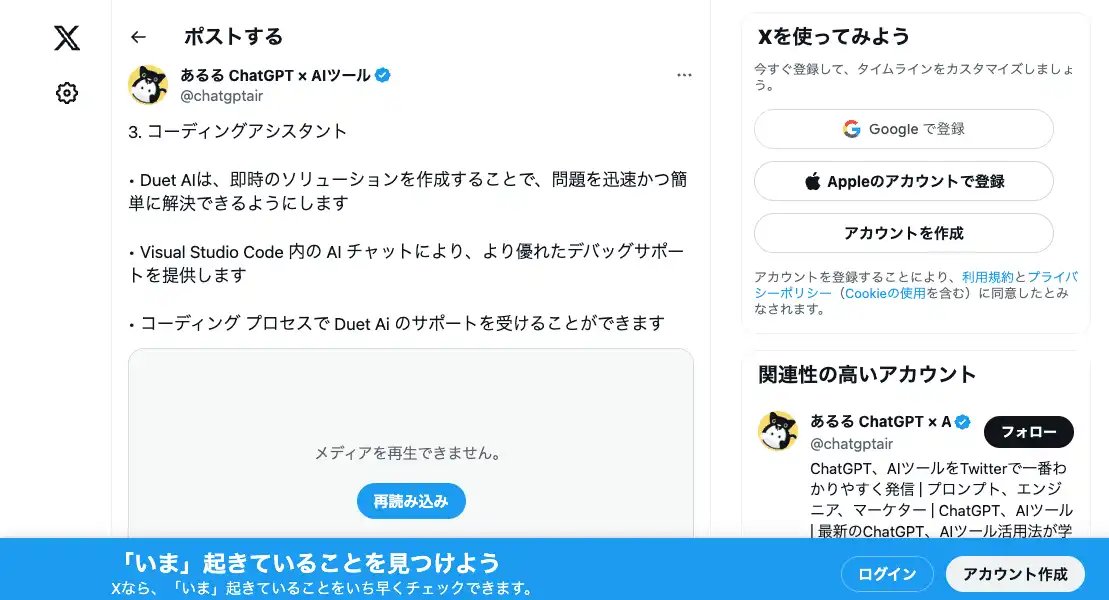 ポストする
あるる ChatGPT × AIツール
@chatgptair
3. コーディングアシスタント
• Duet AIは、即時のソリューションを作成することで、問題を迅速かつ簡
単に解決できるようにします
• Visual Studio Code 内の AI チャットにより、より優れたデバッグサポー
トを提供します
• コーディング プロセスで Duet Ai のサポートを受けることができます
メディアを再生できません。
再読み込み
Xを使ってみよう
今すぐ登録して、タイムラインをカスタマイズしましょ
う。
Google で登録
Appleのアカウントで登録
アカウントを作成
アカウントを登録することにより、利用規約とプライバ
シーポリシー（Cookieの使用を含む）に同意したとみ
なされます。
関連性の高いアカウント
あるる ChatGPT × A
@chatgptair
フォロー
ChatGPT、AIツールをTwitterで一番わ
かりやすく発信 | プロンプト、エンジ
ニア、マーケター | ChatGPT、AIツール
| 最新のChatGPT、AIツール活用法が学
「いま」起きていることを見つけよう
Xなら、「いま」起きていることをいち早くチェックできます。
ログイン
アカウント作成